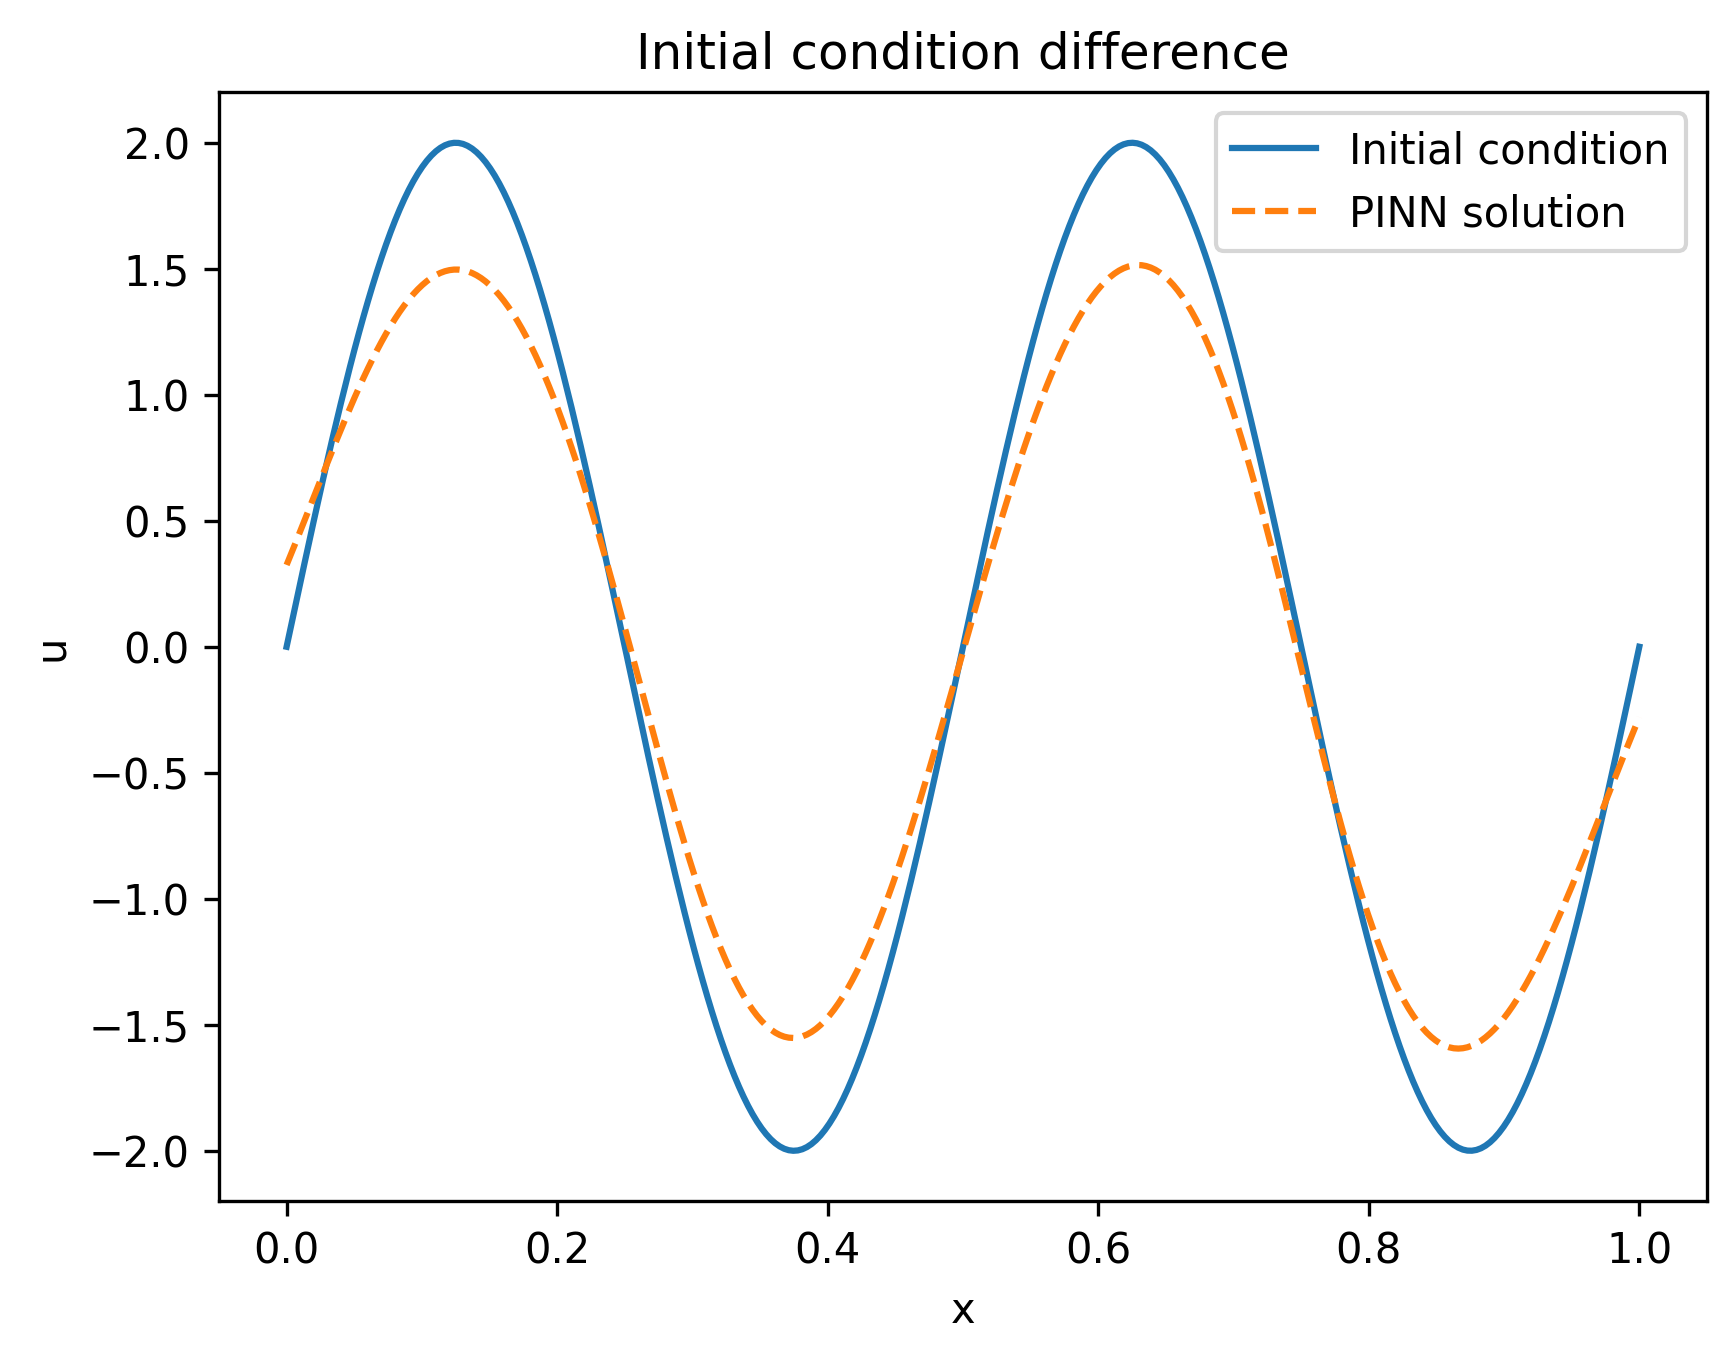 Initial condition difference
Initial condition
PINN solution
2.0
1.5
1.0
0.5
0.0
−0.5
−1.0
−1.5
−2.0
u
0.0 0.2 0.4 0.6 0.8 1.0
x